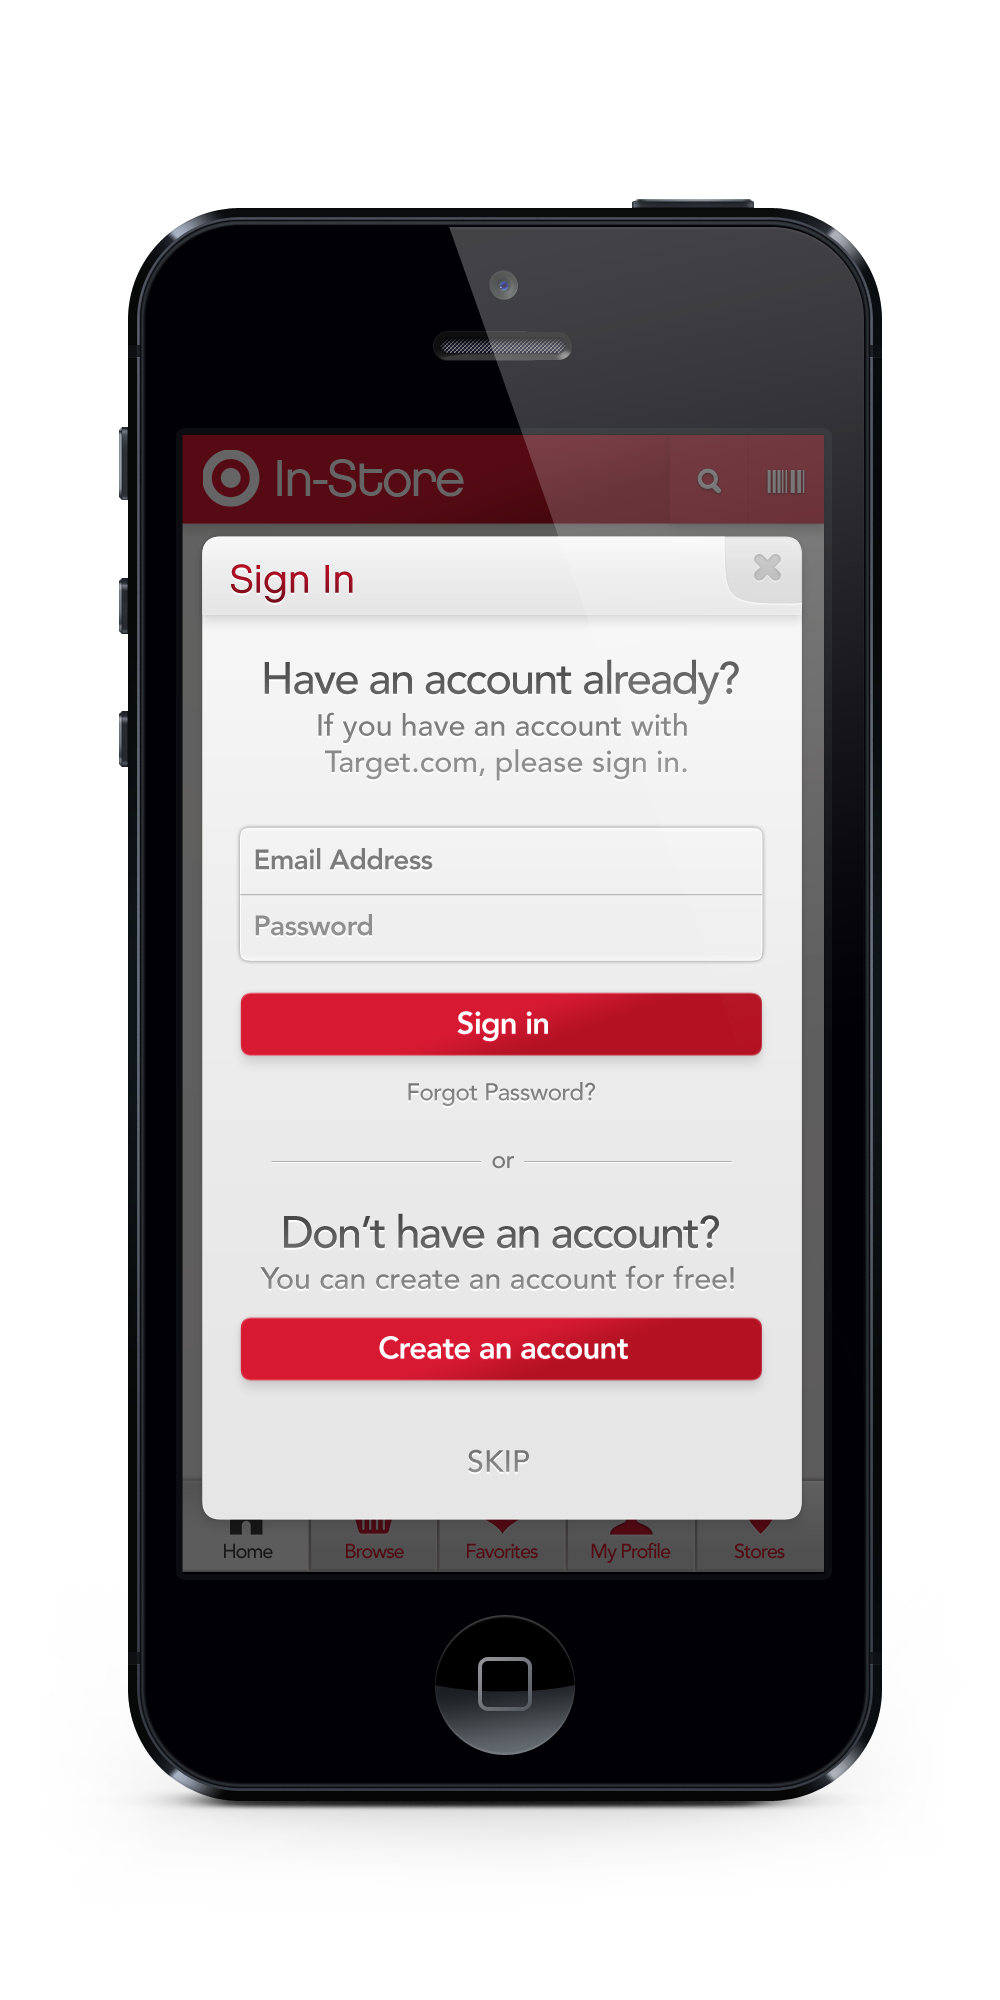 In-Store
Sign In
Have an account already?
If you have an account with
Target.com, please sign in.
Email Address
Password
Sign in
Forgot Password?
or
Don't have an account?
You can create an account for free!
Create an account
SKIP
Home
Browse
Favorites
My Profile
Stores